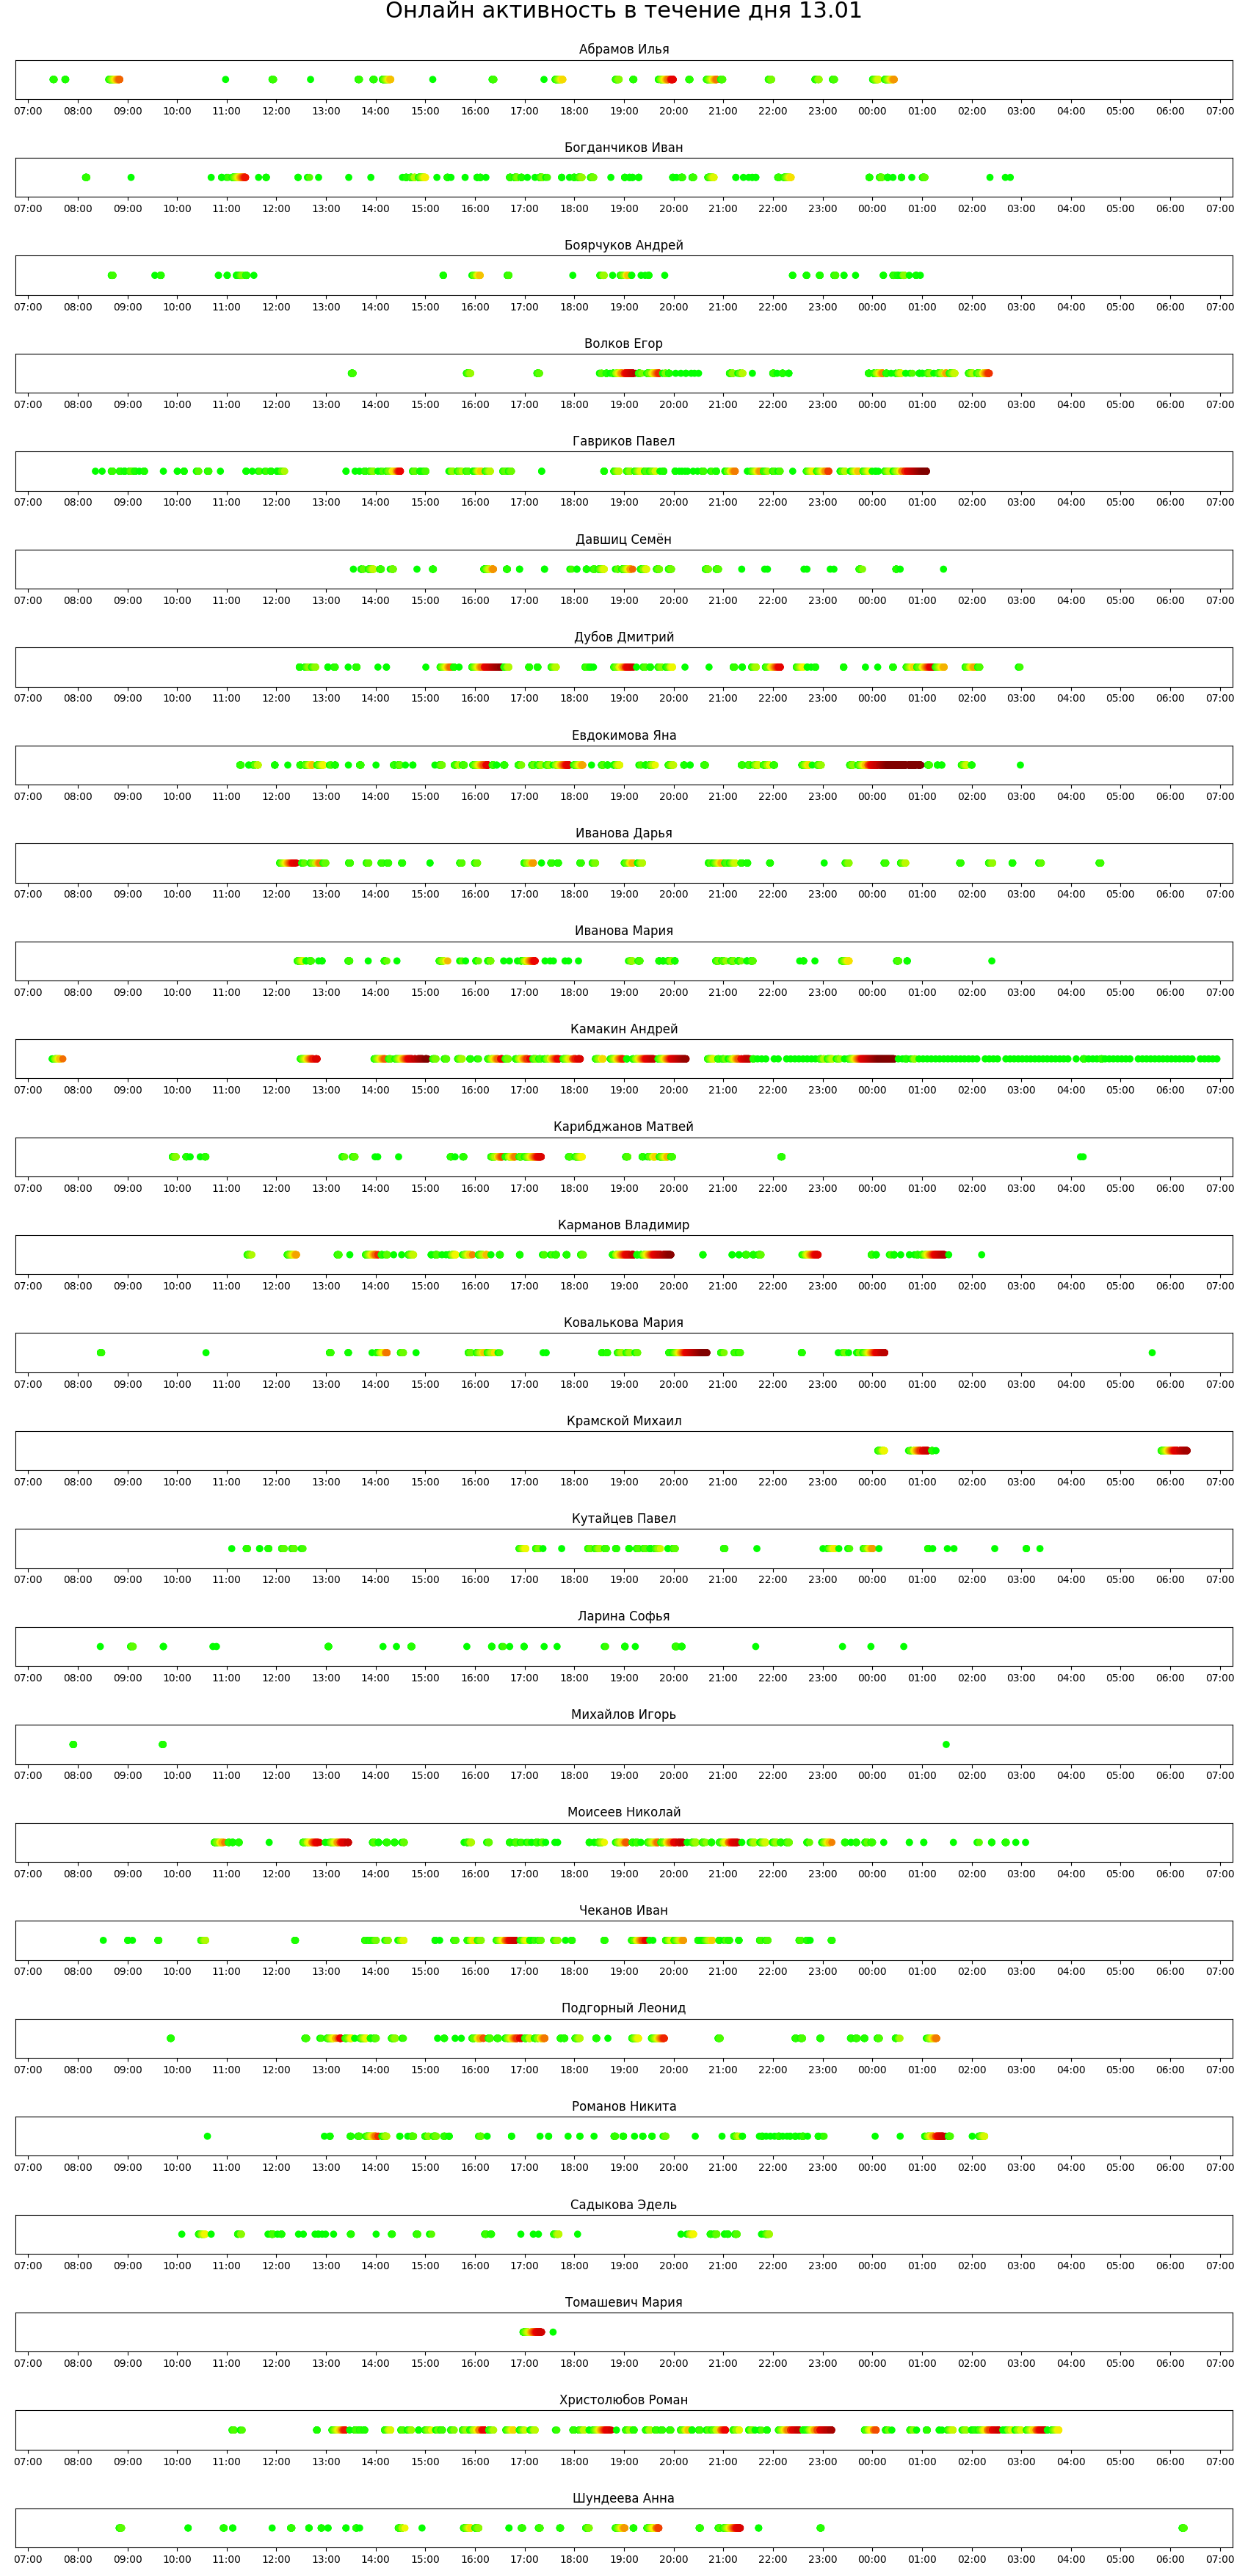 Онлайн активность в течение дня 13.01
Абрамов Илья
07:00 08:00 09:00 10:00 11:00 12:00 13:00 14:00 15:00 16:00 17:00 18:00 19:00 20:00 21:00 22:00 23:00 00:00 01:00 02:00 03:00 04:00 05:00 06:00 07:00
Богданчиков Иван
07:00 08:00 09:00 10:00 11:00 12:00 13:00 14:00 15:00 16:00 17:00 18:00 19:00 20:00 21:00 22:00 23:00 00:00 01:00 02:00 03:00 04:00 05:00 06:00 07:00
Боярчуков Андрей
07:00 08:00 09:00 10:00 11:00 12:00 13:00 14:00 15:00 16:00 17:00 18:00 19:00 20:00 21:00 22:00 23:00 00:00 01:00 02:00 03:00 04:00 05:00 06:00 07:00
Волков Егор
07:00 08:00 09:00 10:00 11:00 12:00 13:00 14:00 15:00 16:00 17:00 18:00 19:00 20:00 21:00 22:00 23:00 00:00 01:00 02:00 03:00 04:00 05:00 06:00 07:00
Гавриков Павел
07:00 08:00 09:00 10:00 11:00 12:00 13:00 14:00 15:00 16:00 17:00 18:00 19:00 20:00 21:00 22:00 23:00 00:00 01:00 02:00 03:00 04:00 05:00 06:00 07:00
Давшиц Семён
07:00 08:00 09:00 10:00 11:00 12:00 13:00 14:00 15:00 16:00 17:00 18:00 19:00 20:00 21:00 22:00 23:00 00:00 01:00 02:00 03:00 04:00 05:00 06:00 07:00
Дубов Дмитрий
07:00 08:00 09:00 10:00 11:00 12:00 13:00 14:00 15:00 16:00 17:00 18:00 19:00 20:00 21:00 22:00 23:00 00:00 01:00 02:00 03:00 04:00 05:00 06:00 07:00
Евдокимова Яна
07:00 08:00 09:00 10:00 11:00 12:00 13:00 14:00 15:00 16:00 17:00 18:00 19:00 20:00 21:00 22:00 23:00 00:00 01:00 02:00 03:00 04:00 05:00 06:00 07:00
Иванова Дарья
07:00 08:00 09:00 10:00 11:00 12:00 13:00 14:00 15:00 16:00 17:00 18:00 19:00 20:00 21:00 22:00 23:00 00:00 01:00 02:00 03:00 04:00 05:00 06:00 07:00
Иванова Мария
07:00 08:00 09:00 10:00 11:00 12:00 13:00 14:00 15:00 16:00 17:00 18:00 19:00 20:00 21:00 22:00 23:00 00:00 01:00 02:00 03:00 04:00 05:00 06:00 07:00
Камакин Андрей
07:00 08:00 09:00 10:00 11:00 12:00 13:00 14:00 15:00 16:00 17:00 18:00 19:00 20:00 21:00 22:00 23:00 00:00 01:00 02:00 03:00 04:00 05:00 06:00 07:00
Карибджанов Матвей
07:00 08:00 09:00 10:00 11:00 12:00 13:00 14:00 15:00 16:00 17:00 18:00 19:00 20:00 21:00 22:00 23:00 00:00 01:00 02:00 03:00 04:00 05:00 06:00 07:00
Карманов Владимир
07:00 08:00 09:00 10:00 11:00 12:00 13:00 14:00 15:00 16:00 17:00 18:00 19:00 20:00 21:00 22:00 23:00 00:00 01:00 02:00 03:00 04:00 05:00 06:00 07:00
Ковалькова Мария
07:00 08:00 09:00 10:00 11:00 12:00 13:00 14:00 15:00 16:00 17:00 18:00 19:00 20:00 21:00 22:00 23:00 00:00 01:00 02:00 03:00 04:00 05:00 06:00 07:00
Крамской Михаил
07:00 08:00 09:00 10:00 11:00 12:00 13:00 14:00 15:00 16:00 17:00 18:00 19:00 20:00 21:00 22:00 23:00 00:00 01:00 02:00 03:00 04:00 05:00 06:00 07:00
Кутайцев Павел
07:00 08:00 09:00 10:00 11:00 12:00 13:00 14:00 15:00 16:00 17:00 18:00 19:00 20:00 21:00 22:00 23:00 00:00 01:00 02:00 03:00 04:00 05:00 06:00 07:00
Ларина Софья
07:00 08:00 09:00 10:00 11:00 12:00 13:00 14:00 15:00 16:00 17:00 18:00 19:00 20:00 21:00 22:00 23:00 00:00 01:00 02:00 03:00 04:00 05:00 06:00 07:00
Михайлов Игорь
07:00 08:00 09:00 10:00 11:00 12:00 13:00 14:00 15:00 16:00 17:00 18:00 19:00 20:00 21:00 22:00 23:00 00:00 01:00 02:00 03:00 04:00 05:00 06:00 07:00
Моисеев Николай
07:00 08:00 09:00 10:00 11:00 12:00 13:00 14:00 15:00 16:00 17:00 18:00 19:00 20:00 21:00 22:00 23:00 00:00 01:00 02:00 03:00 04:00 05:00 06:00 07:00
Чеканов Иван
07:00 08:00 09:00 10:00 11:00 12:00 13:00 14:00 15:00 16:00 17:00 18:00 19:00 20:00 21:00 22:00 23:00 00:00 01:00 02:00 03:00 04:00 05:00 06:00 07:00
Подгорный Леонид
07:00 08:00 09:00 10:00 11:00 12:00 13:00 14:00 15:00 16:00 17:00 18:00 19:00 20:00 21:00 22:00 23:00 00:00 01:00 02:00 03:00 04:00 05:00 06:00 07:00
Романов Никита
07:00 08:00 09:00 10:00 11:00 12:00 13:00 14:00 15:00 16:00 17:00 18:00 19:00 20:00 21:00 22:00 23:00 00:00 01:00 02:00 03:00 04:00 05:00 06:00 07:00
Садыкова Эдель
07:00 08:00 09:00 10:00 11:00 12:00 13:00 14:00 15:00 16:00 17:00 18:00 19:00 20:00 21:00 22:00 23:00 00:00 01:00 02:00 03:00 04:00 05:00 06:00 07:00
Томашевич Мария
07:00 08:00 09:00 10:00 11:00 12:00 13:00 14:00 15:00 16:00 17:00 18:00 19:00 20:00 21:00 22:00 23:00 00:00 01:00 02:00 03:00 04:00 05:00 06:00 07:00
Христолюбов Роман
07:00 08:00 09:00 10:00 11:00 12:00 13:00 14:00 15:00 16:00 17:00 18:00 19:00 20:00 21:00 22:00 23:00 00:00 01:00 02:00 03:00 04:00 05:00 06:00 07:00
Шундеева Анна
07:00 08:00 09:00 10:00 11:00 12:00 13:00 14:00 15:00 16:00 17:00 18:00 19:00 20:00 21:00 22:00 23:00 00:00 01:00 02:00 03:00 04:00 05:00 06:00 07:00